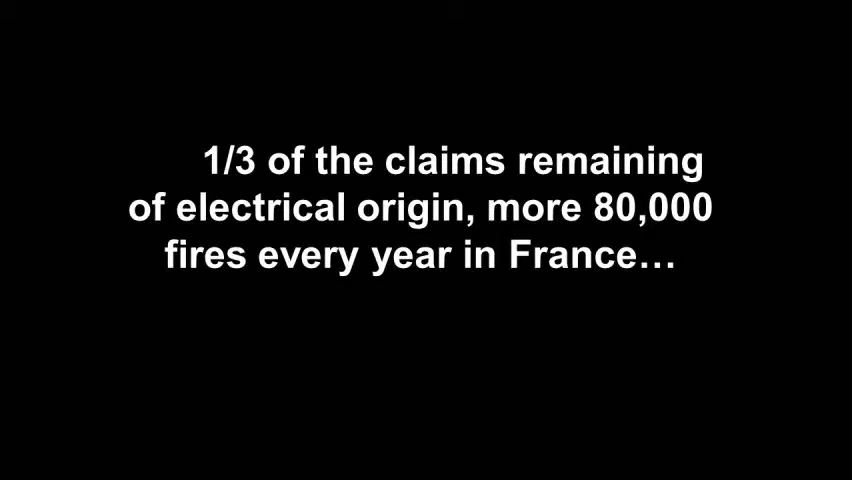 1/3 of the claims remaining
of electrical origin, more 80,000
fires every year in France…